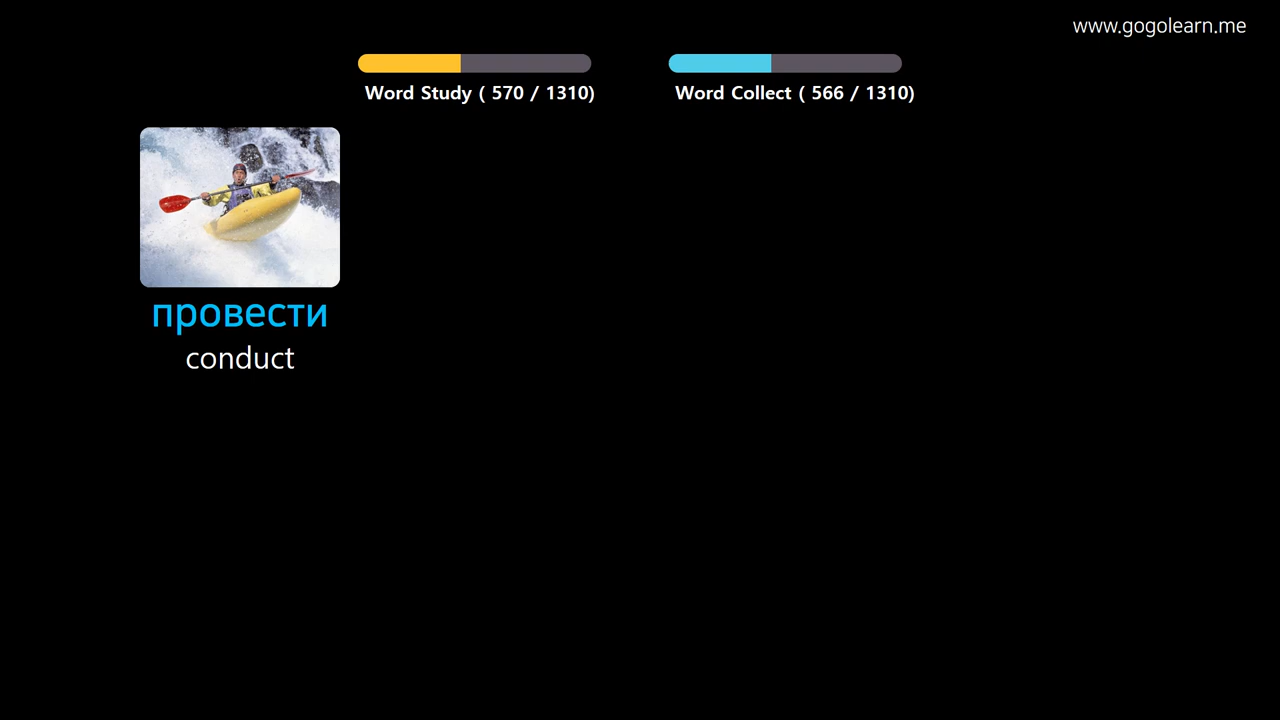 www.gogolearn.me
Word Study ( 570 / 1310)
Word Collect ( 566 / 1310)
провести
conduct